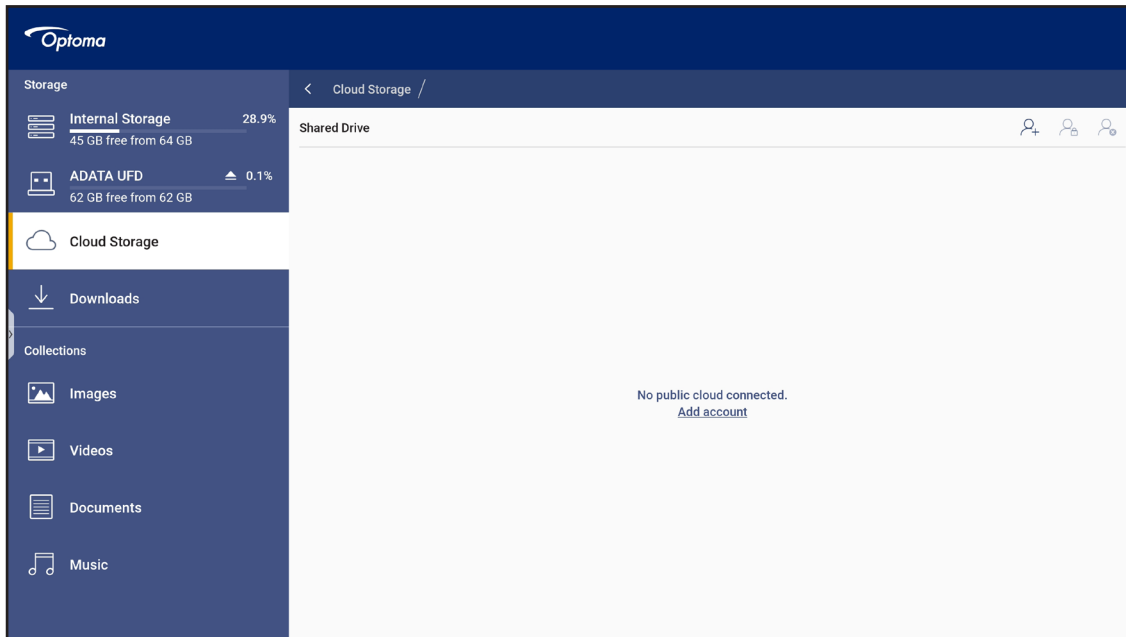 Optoma
Storage
Internal Storage 28.9%
45 GB free from 64 GB
ADATA UFD 0.1%
62 GB free from 62 GB
Cloud Storage
Downloads
Collections
Images
Videos
Documents
Music
Cloud Storage /
Shared Drive
No public cloud connected.
Add account